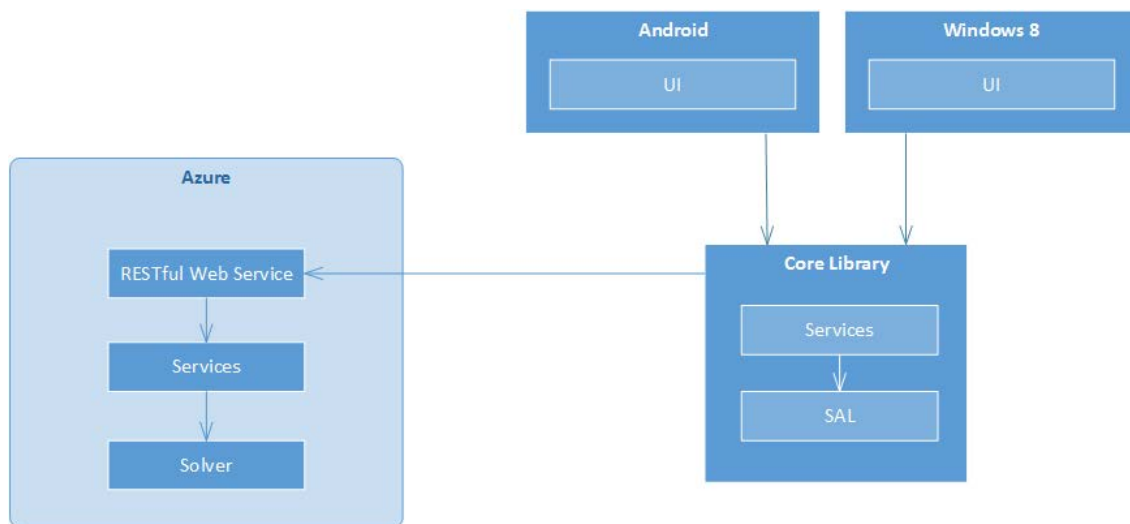 Android
UI
Windows 8
UI
Azure
RESTful Web Service
Services
Solver
Core Library
Services
SAL